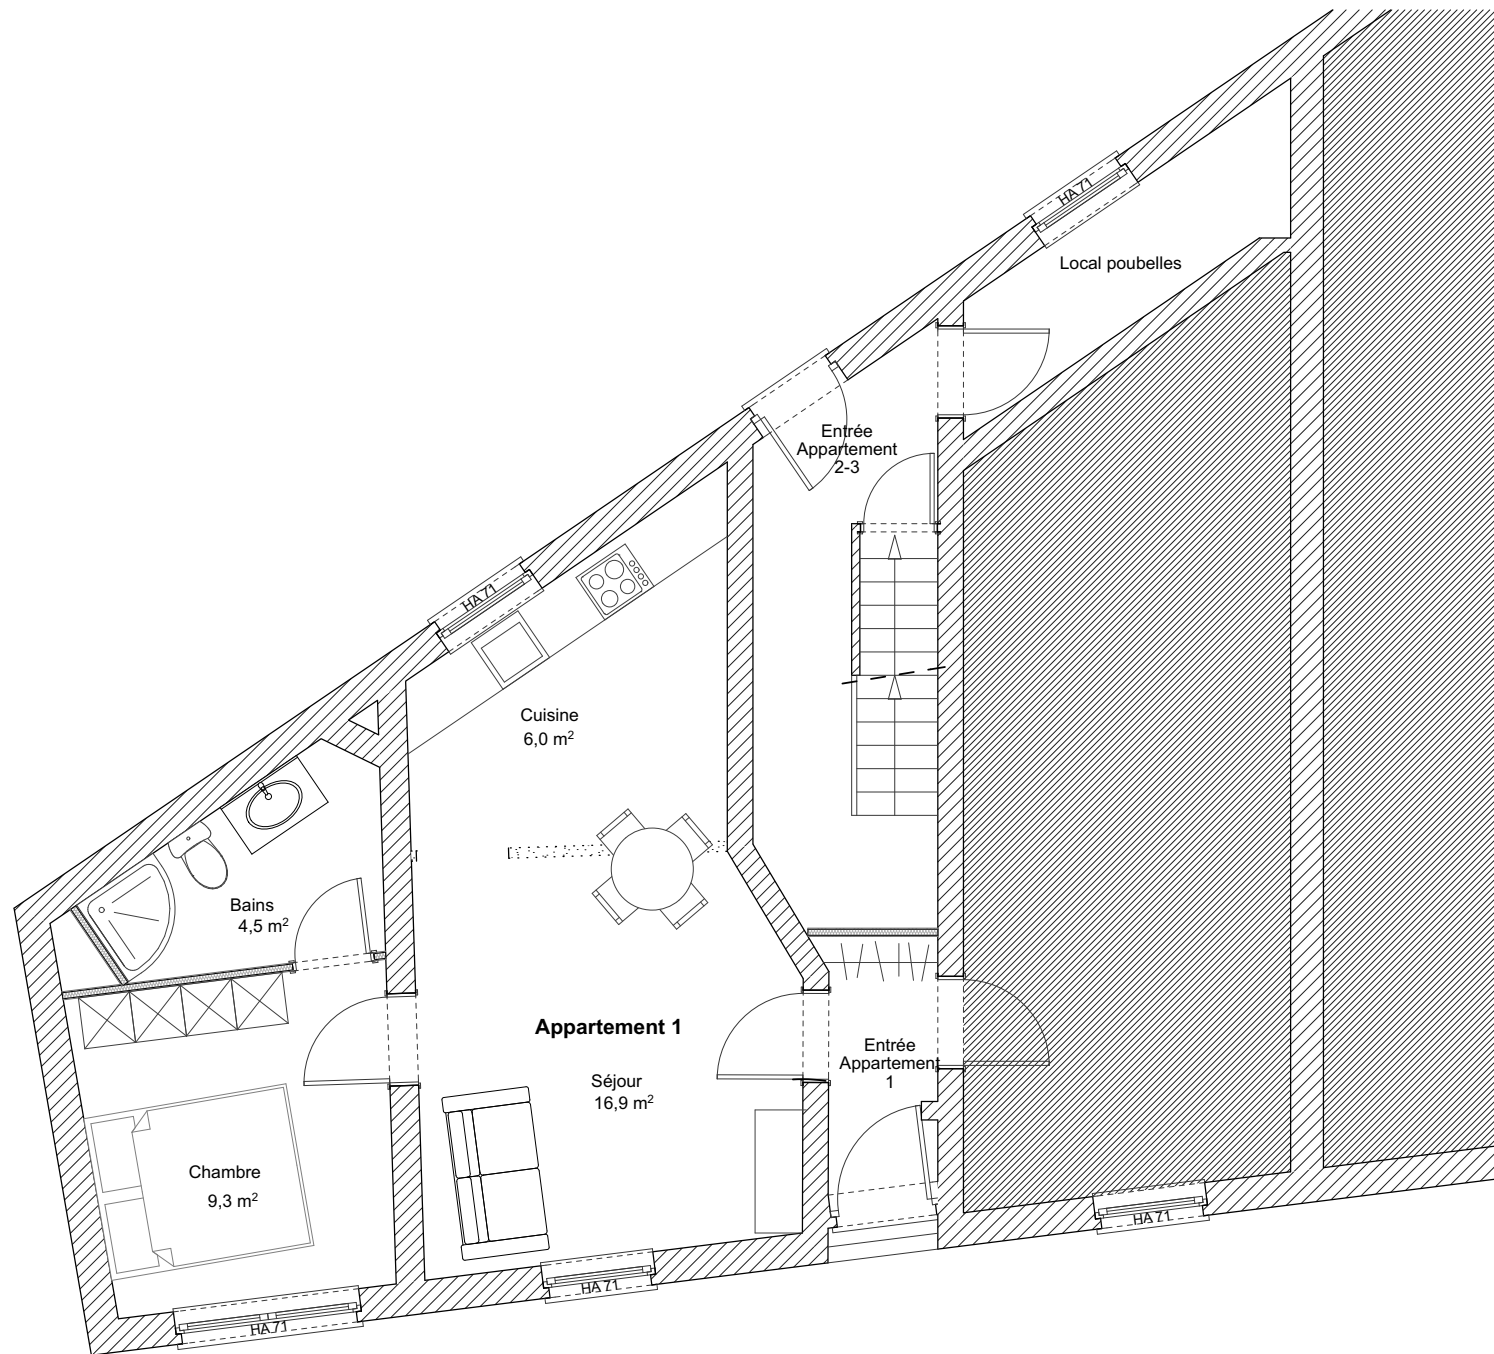 HA 71
Local poubelles
Entrée
Appartement
2-3
HA 71
Cuisine
6,0 m²
Bains
4,5 m²
Appartement 1
Entrée
Appartement
1
Séjour
16,9 m²
Chambre
9,3 m²
HA 71
HA 71
HA 71